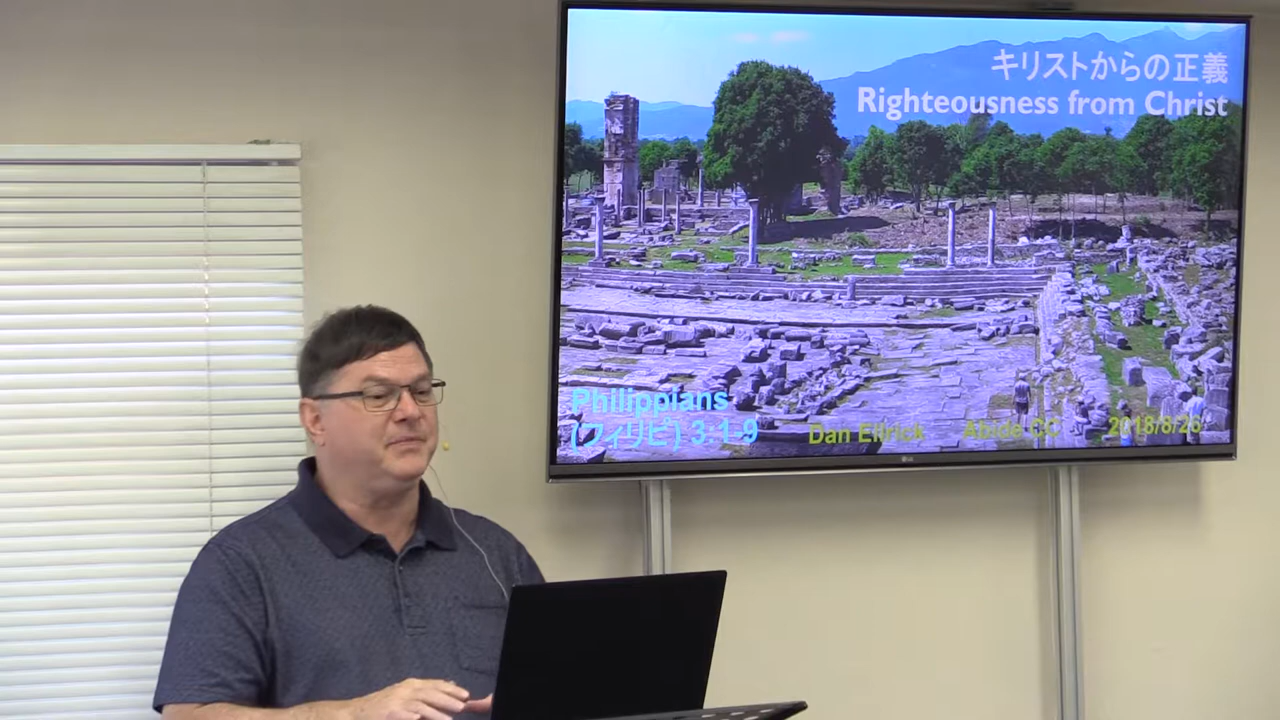 キリストからの正義
Righteousness from Christ
Philippians
(フィリピ) 3:1-9
Dan Ellrick
Abide CC
2018/8/26
LG